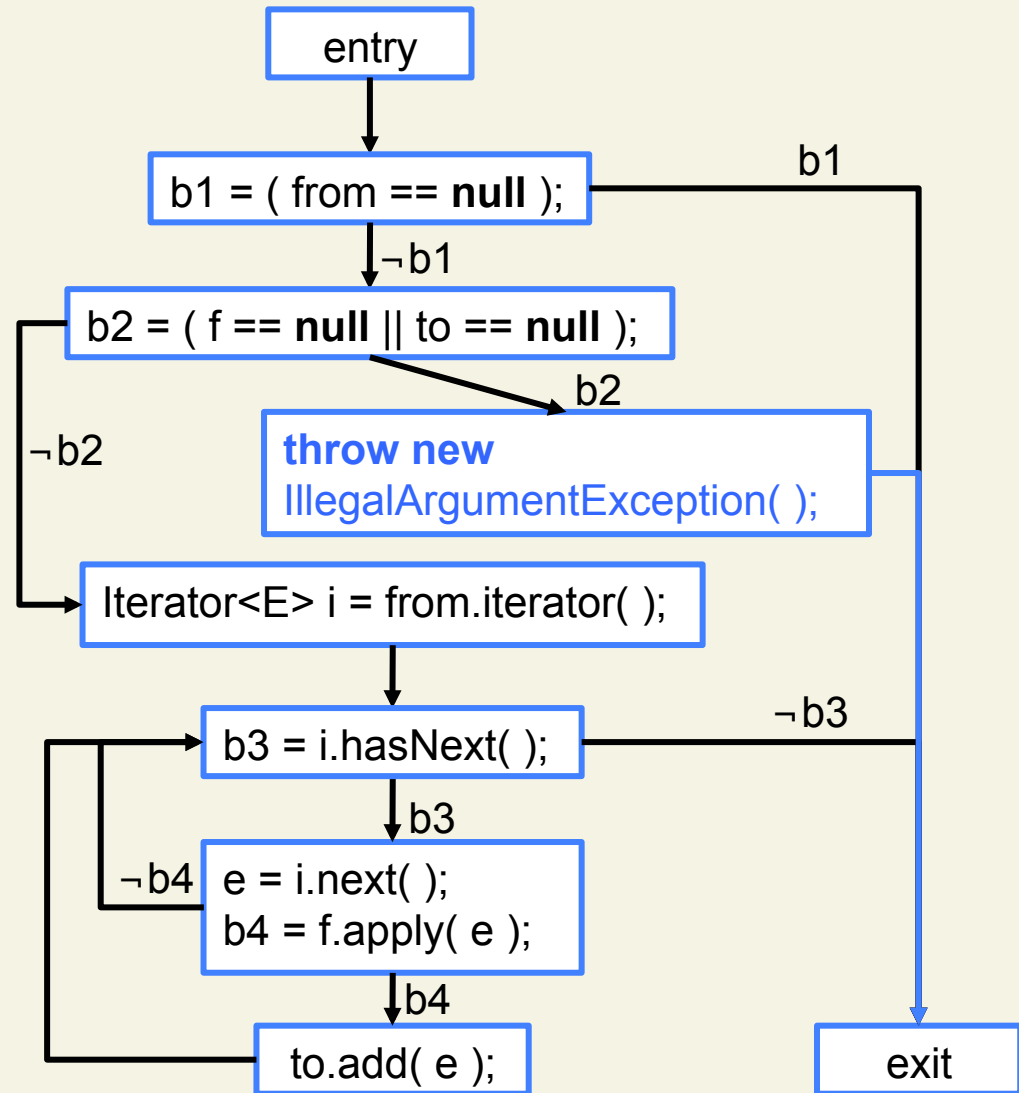 entry
b1
b1 = ( from == null );
¬b1
b2 = ( f == null || to == null );
b2
¬b2
throw new
IllegalArgumentException( );
Iterator<E> i = from.iterator( );
¬b3
b3 = i.hasNext( );
b3
¬b4
e = i.next( );
b4 = f.apply( e );
b4
to.add( e );
exit